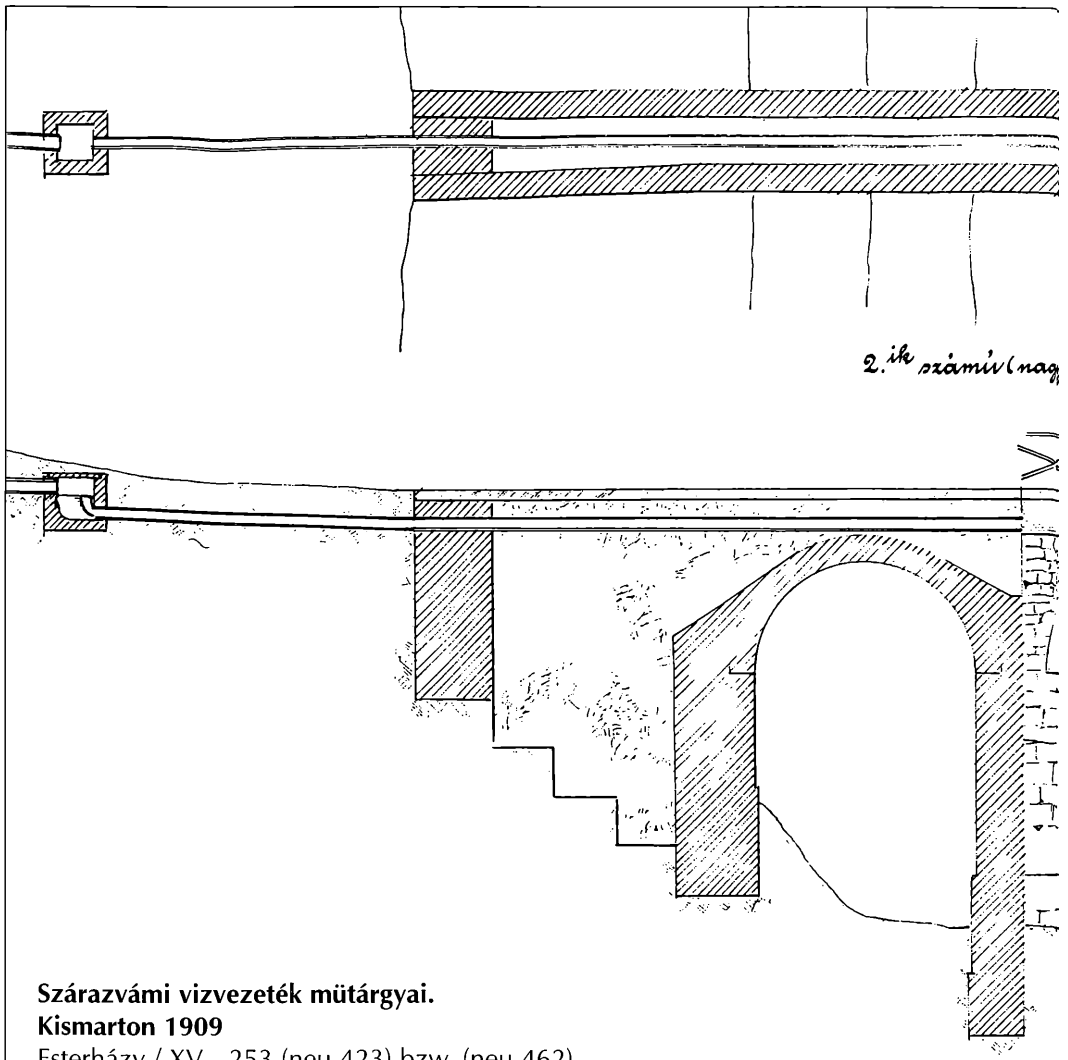 2.ik számú (nag
Szárazvámi vizvezeték mütárgyai.
Kismarton 1909
Esterházy / XV - 253 (neu 423) bzw. (neu 462)